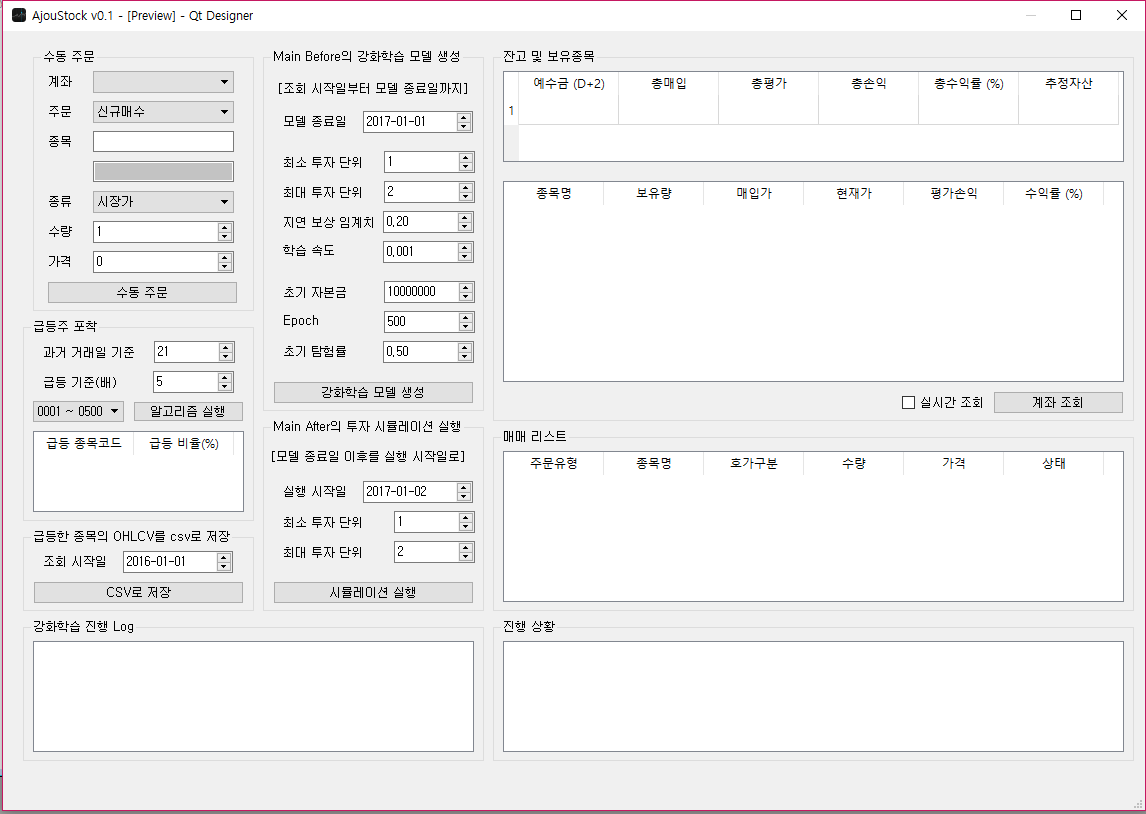 AjouStock v0.1 - [Preview] - Qt Designer
수동 주문
계좌
주문 신규매수
종목
종류 시장가
수량 1
가격 0
수동 주문
급등주 포착
과거 거래일 기준 21
급등 기준(배) 5
0001 ~ 0500 알고리즘 실행
급등 종목코드 급등 비율(%)
급등한 종목의 OHLCV를 csv로 저장
조회 시작일 2016-01-01
CSV로 저장
Main Before의 강화학습 모델 생성
[조회 시작일부터 모델 종료일까지]
모델 종료일 2017-01-01
최소 투자 단위 1
최대 투자 단위 2
지연 보상 임계치 0.20
학습 속도 0.001
초기 자본금 10000000
Epoch 500
초기 탐험률 0.50
강화학습 모델 생성
Main After의 투자 시뮬레이션 실행
[모델 종료일 이후를 실행 시작일로]
실행 시작일 2017-01-02
최소 투자 단위 1
최대 투자 단위 2
시뮬레이션 실행
잔고 및 보유종목
예수금 (D+2) 총매입 총평가 총손익 총수익률 (%) 추정자산
1
종목명 보유량 매입가 현재가 평가손익 수익률 (%)
실시간 조회 계좌 조회
매매 리스트
주문유형 종목명 호가구분 수량 가격 상태
강화학습 진행 Log
진행 상황